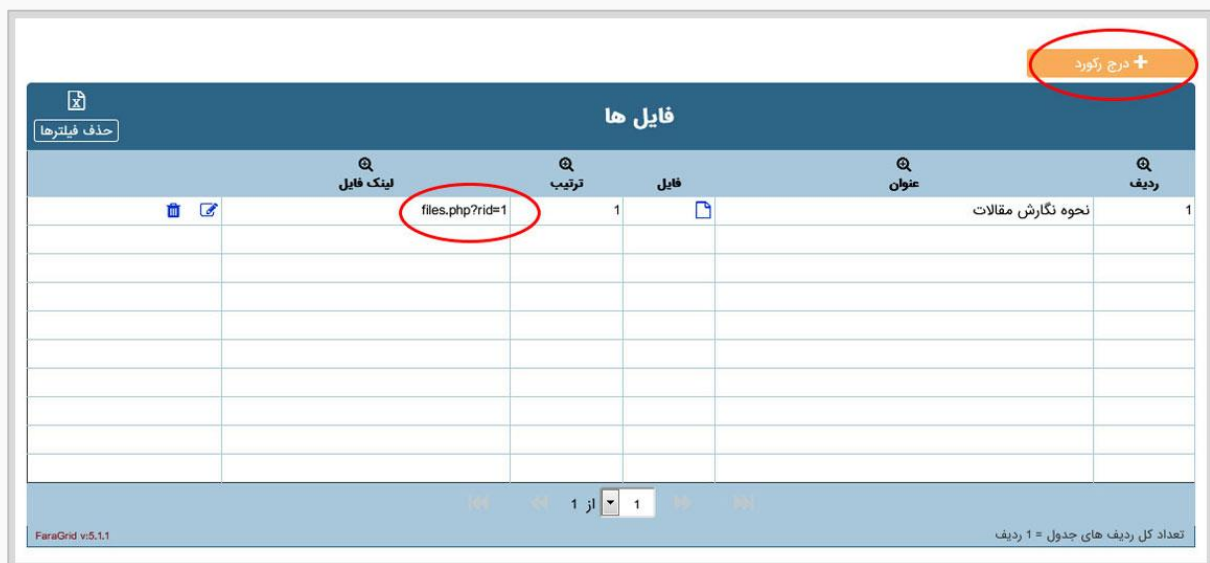 + درج رکورد
فایل ها
حذف فیلترها
ردیف
عنوان
فایل
ترتیب
لینک فایل
1
نحوه نگارش مقالات
1
files.php?rid=1
1 از 1
تعداد کل ردیف های جدول = 1 ردیف
FaraGrid v:5.1.1